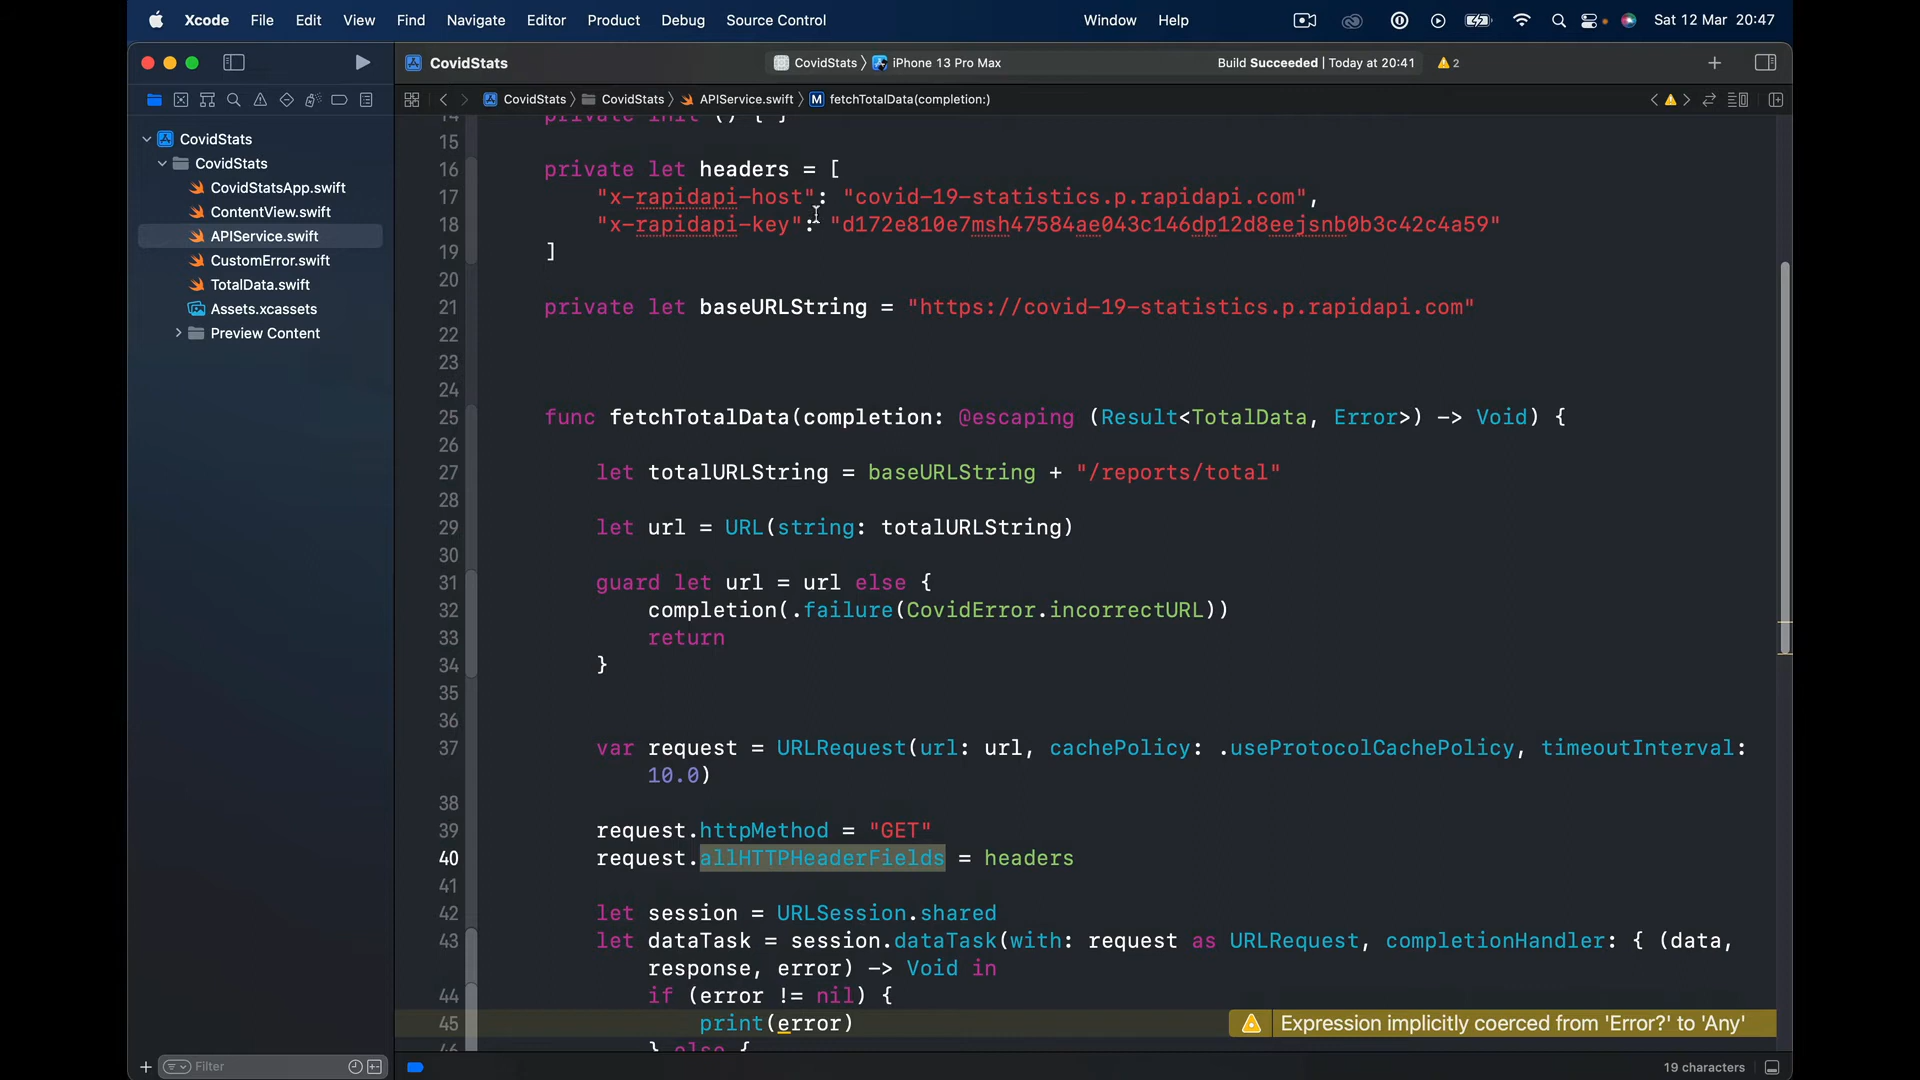 Xcode File Edit View Find Navigate Editor Product Debug Source Control Window Help Sat 12 Mar 20:47
CovidStats CovidStats iPhone 13 Pro Max Build Succeeded | Today at 20:41 2
CovidStats CovidStats APIService.swift M fetchTotalData(completion:)
CovidStats
CovidStats
CovidStatsApp.swift
ContentView.swift
APIService.swift
CustomError.swift
TotalData.swift
Assets.xcassets
Preview Content
Filter
14 private init () { }
15
16 private let headers = [
17 "x-rapidapi-host": "covid-19-statistics.p.rapidapi.com",
18 "x-rapidapi-key": "d172e810e7msh47584ae043c146dp12d8eejsnb0b3c42c4a59"
19 ]
20
21 private let baseURLString = "https://covid-19-statistics.p.rapidapi.com"
22
23
24
25 func fetchTotalData(completion: @escaping (Result<TotalData, Error>) -> Void) {
26
27 let totalURLString = baseURLString + "/reports/total"
28
29 let url = URL(string: totalURLString)
30
31 guard let url = url else {
32 completion(.failure(CovidError.incorrectURL))
33 return
34 }
35
36
37 var request = URLRequest(url: url, cachePolicy: .useProtocolCachePolicy, timeoutInterval:
10.0)
38
39 request.httpMethod = "GET"
40 request.allHTTPHeaderFields = headers
41
42 let session = URLSession.shared
43 let dataTask = session.dataTask(with: request as URLRequest, completionHandler: { (data,
response, error) -> Void in
44 if (error != nil) {
45 print(error) Expression implicitly coerced from 'Error?' to 'Any'
46 } else {
19 characters